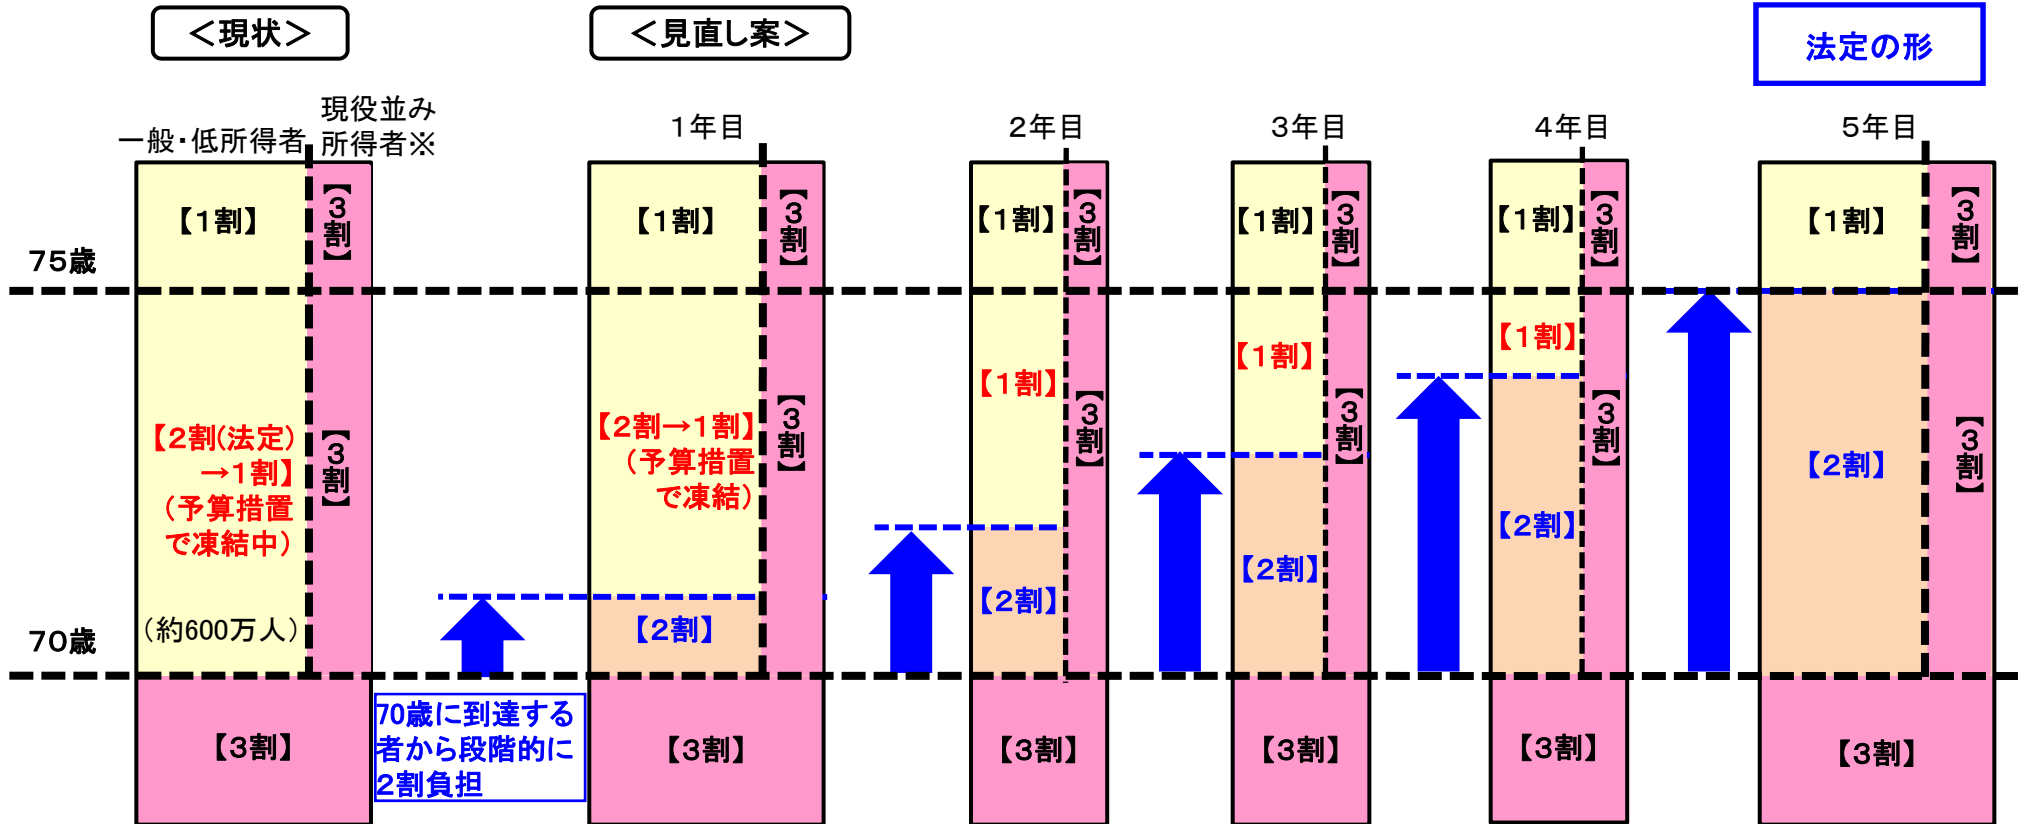 ＜現状＞
＜見直し案＞
法定の形
一般・低所得者
現役並み
所得者※
1年目
2年目
3年目
4年目
5年目
75歳
70歳
【1割】
【3割】
【2割(法定)
→1割】
（予算措置
で凍結中）
（約600万人）
【3割】
【3割】
70歳に到達する
者から段階的に
2割負担
【1割】
【3割】
【2割→1割】
（予算措置
で凍結）
【3割】
【2割】
【3割】
【1割】
【3割】
【1割】
【3割】
【2割】
【3割】
【1割】
【3割】
【1割】
【3割】
【2割】
【3割】
【1割】
【3割】
【1割】
【3割】
【2割】
【3割】
【1割】
【3割】
【2割】
【3割】
【3割】